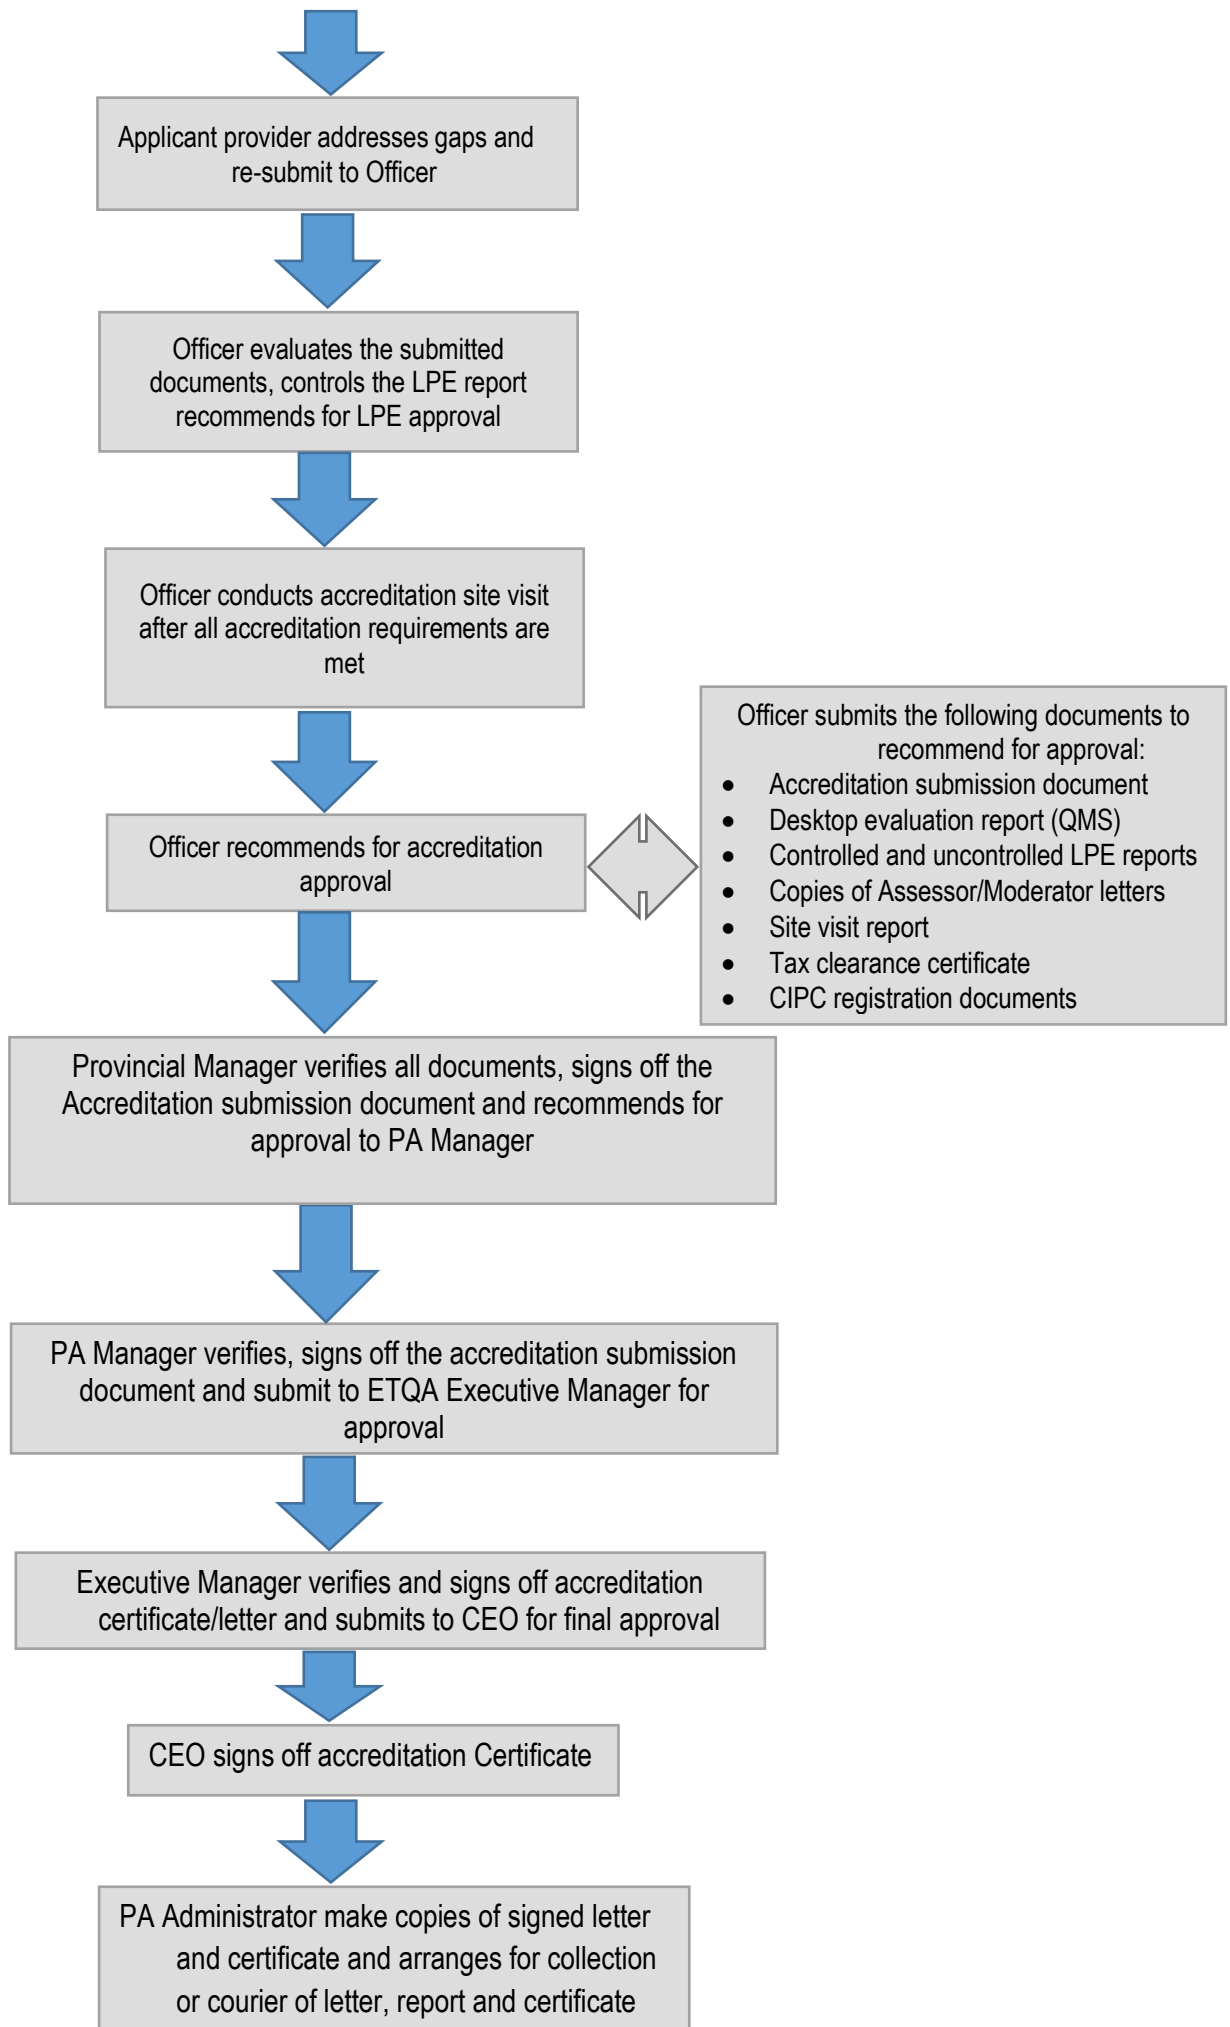 Applicant provider addresses gaps and
re-submit to Officer
Officer evaluates the submitted
documents, controls the LPE report
recommends for LPE approval
Officer conducts accreditation site visit
after all accreditation requirements are
met
Officer recommends for accreditation
approval
Officer submits the following documents to
recommend for approval:
• Accreditation submission document
• Desktop evaluation report (QMS)
• Controlled and uncontrolled LPE reports
• Copies of Assessor/Moderator letters
• Site visit report
• Tax clearance certificate
• CIPC registration documents
Provincial Manager verifies all documents, signs off the
Accreditation submission document and recommends for
approval to PA Manager
PA Manager verifies, signs off the accreditation submission
document and submit to ETQA Executive Manager for
approval
Executive Manager verifies and signs off accreditation
certificate/letter and submits to CEO for final approval
CEO signs off accreditation Certificate
PA Administrator make copies of signed letter
and certificate and arranges for collection
or courier of letter, report and certificate